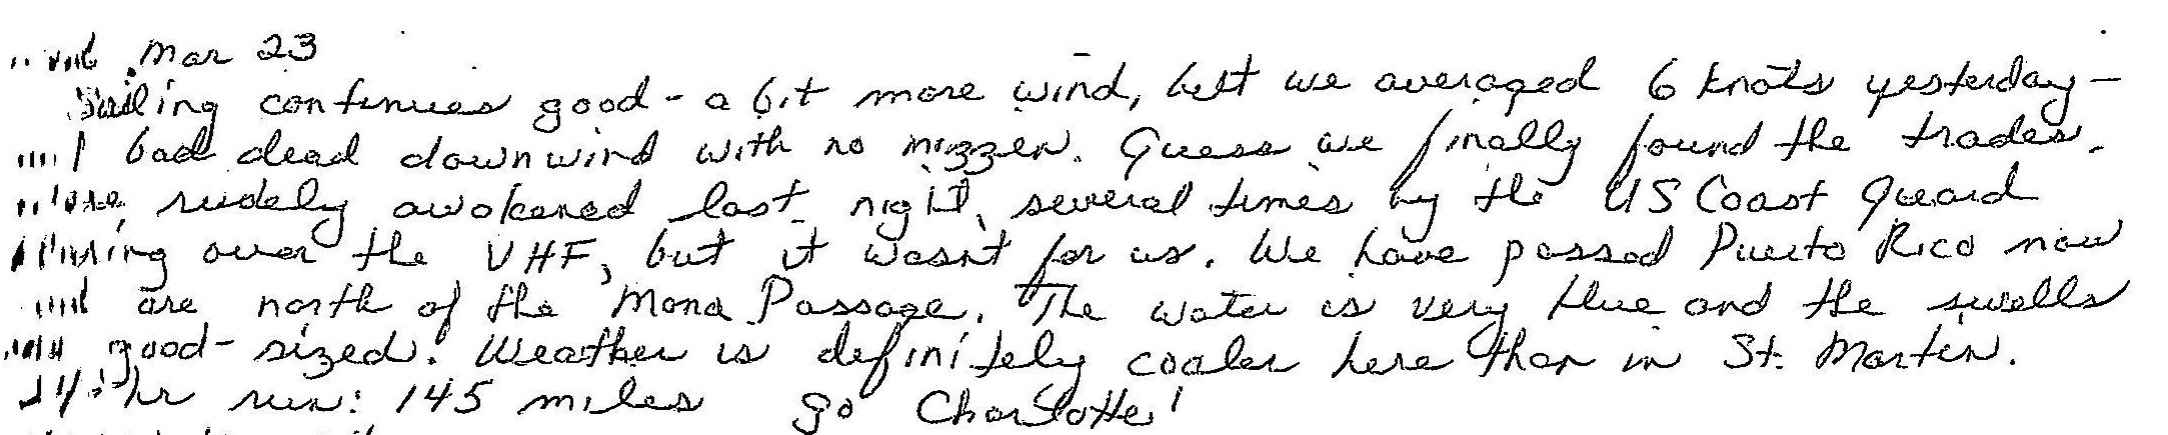 Mar 23
Sailing continues good - a bit more wind, but we averaged 6 knots yesterday -
bad dead downwind with no mizzen. Guess we finally found the trades.
rudely awakened last night, several times by the US Coast Guard
over the VHF, but it wasn't for us. We have passed Puerto Rico now
and are north of the Mona Passage. The water is very blue and the swells
good-sized. Weather is definitely cooler here than in St. Martin.
24 hr run: 145 miles go Charlotte!